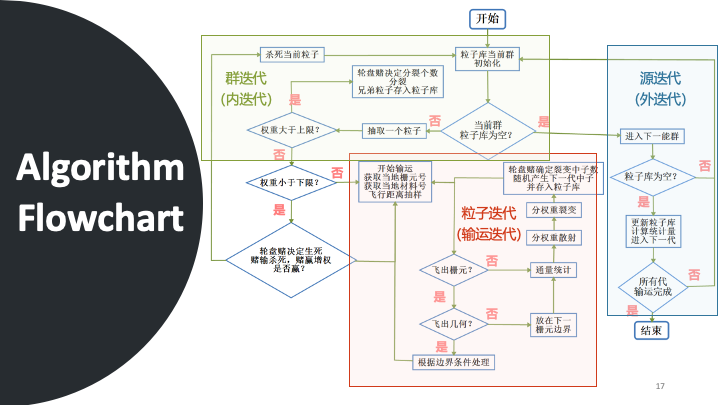 Algorithm
Flowchart
开始
群迭代
（内迭代）
杀死当前粒子
粒子库当前群
初始化
轮盘赌决定分裂个数
分裂
兄弟粒子存入粒子库
是
权重大于上限？
抽取一个粒子
否
当前群
粒子库为空？
是
否
权重小于下限？
否
是
轮盘赌决定生死
赌输杀死，赌赢增权
是否赢？
开始输运
获取当地栅元号
获取当地材料号
飞行距离抽样
轮盘赌确定裂变中子数
随机产生下一代中子
并存入粒子库
粒子迭代
（输运迭代）
分权重裂变
分权重散射
飞出栅元？
否
通量统计
是
飞出几何？
否
放在下一
栅元边界
是
根据边界条件处理
源迭代
（外迭代）
进入下一能群
粒子库为空？
否
是
更新粒子库
计算统计量
进入下一代
所有代
输运完成
否
是
结束
17